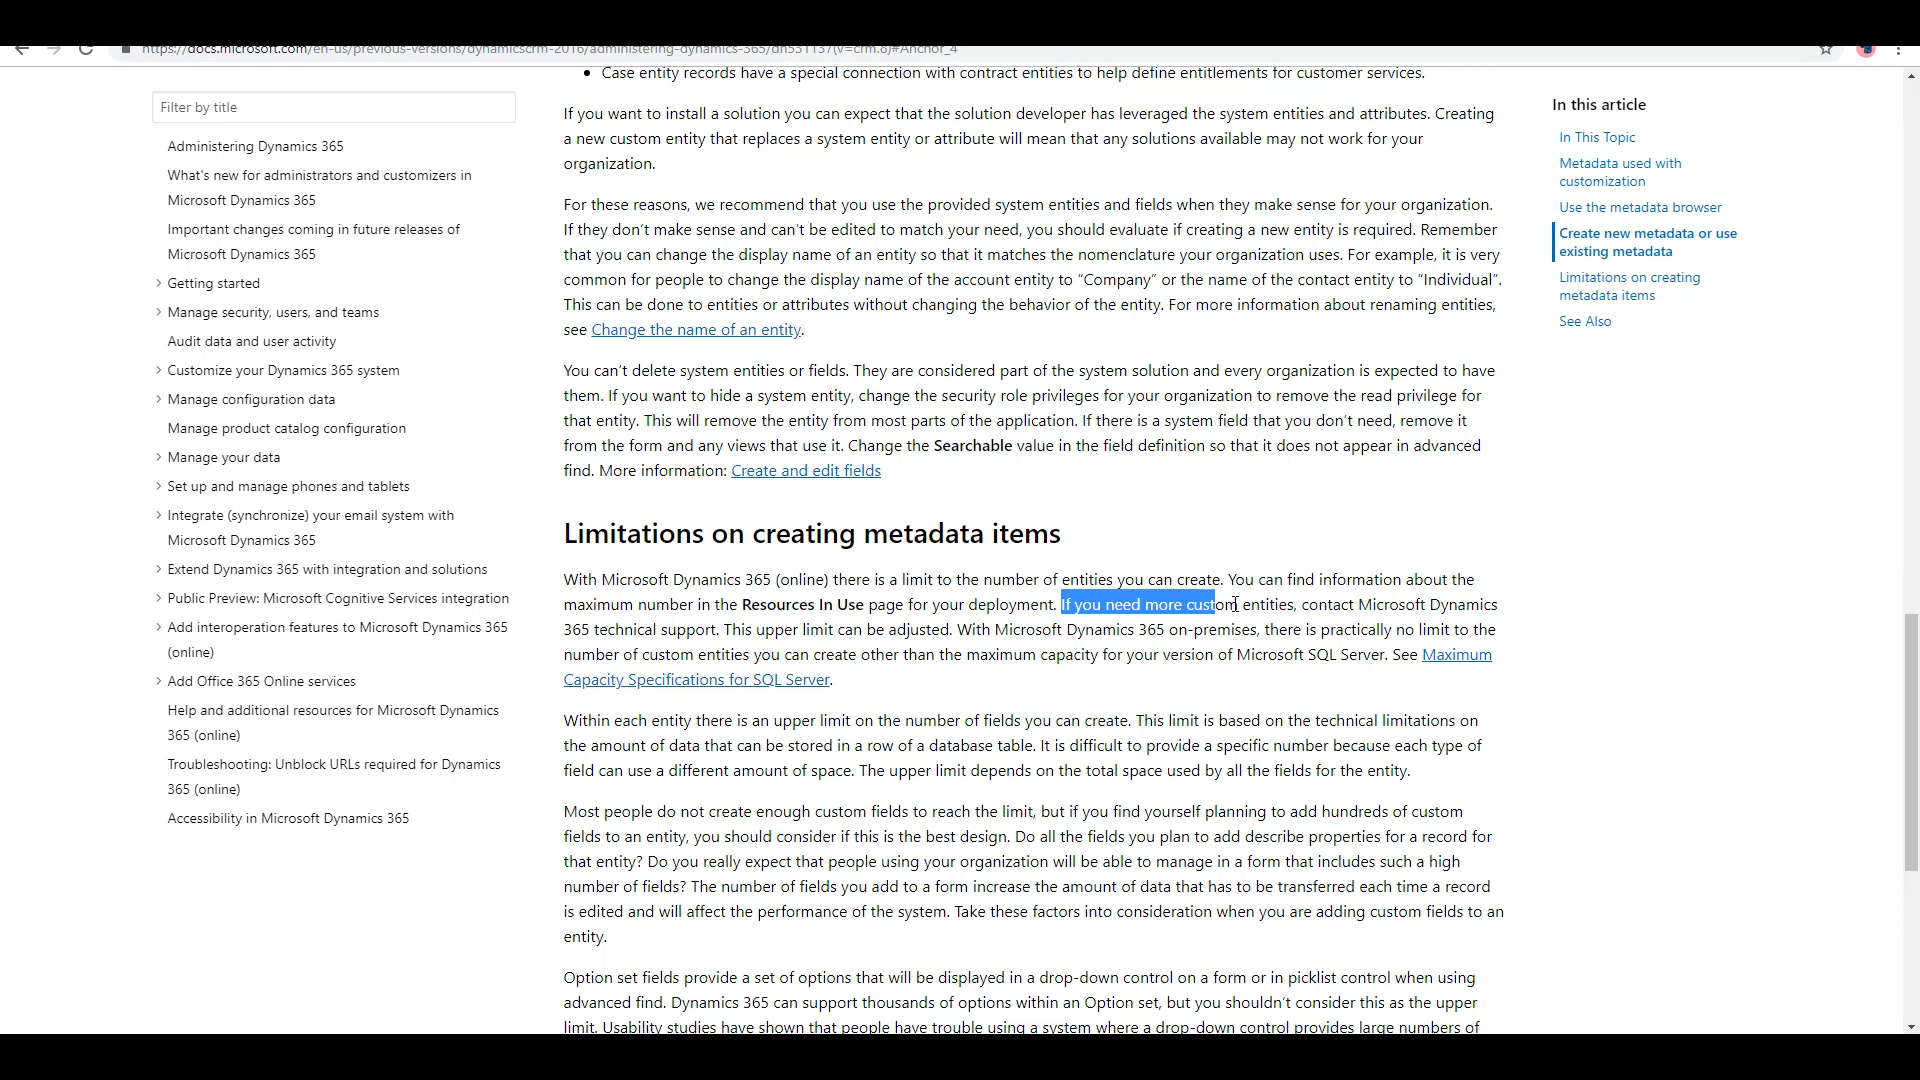 https://docs.microsoft.com/en-us/previous-versions/dynamicscrm-2016/administering-dynamics-365/dn531137(v=crm.8)#Anchor_4
Filter by title
Administering Dynamics 365
What's new for administrators and customizers in
Microsoft Dynamics 365
Important changes coming in future releases of
Microsoft Dynamics 365
Getting started
Manage security, users, and teams
Audit data and user activity
Customize your Dynamics 365 system
Manage configuration data
Manage product catalog configuration
Manage your data
Set up and manage phones and tablets
Integrate (synchronize) your email system with
Microsoft Dynamics 365
Extend Dynamics 365 with integration and solutions
Public Preview: Microsoft Cognitive Services integration
Add interoperation features to Microsoft Dynamics 365
(online)
Add Office 365 Online services
Help and additional resources for Microsoft Dynamics
365 (online)
Troubleshooting: Unblock URLs required for Dynamics
365 (online)
Accessibility in Microsoft Dynamics 365
• Case entity records have a special connection with contract entities to help define entitlements for customer services.
If you want to install a solution you can expect that the solution developer has leveraged the system entities and attributes. Creating
a new custom entity that replaces a system entity or attribute will mean that any solutions available may not work for your
organization.
For these reasons, we recommend that you use the provided system entities and fields when they make sense for your organization.
If they don’t make sense and can’t be edited to match your need, you should evaluate if creating a new entity is required. Remember
that you can change the display name of an entity so that it matches the nomenclature your organization uses. For example, it is very
common for people to change the display name of the account entity to “Company” or the name of the contact entity to “Individual”.
This can be done to entities or attributes without changing the behavior of the entity. For more information about renaming entities,
see Change the name of an entity.
You can’t delete system entities or fields. They are considered part of the system solution and every organization is expected to have
them. If you want to hide a system entity, change the security role privileges for your organization to remove the read privilege for
that entity. This will remove the entity from most parts of the application. If there is a system field that you don’t need, remove it
from the form and any views that use it. Change the Searchable value in the field definition so that it does not appear in advanced
find. More information: Create and edit fields
Limitations on creating metadata items
With Microsoft Dynamics 365 (online) there is a limit to the number of entities you can create. You can find information about the
maximum number in the Resources In Use page for your deployment. If you need more custom entities, contact Microsoft Dynamics
365 technical support. This upper limit can be adjusted. With Microsoft Dynamics 365 on-premises, there is practically no limit to the
number of custom entities you can create other than the maximum capacity for your version of Microsoft SQL Server. See Maximum
Capacity Specifications for SQL Server.
Within each entity there is an upper limit on the number of fields you can create. This limit is based on the technical limitations on
the amount of data that can be stored in a row of a database table. It is difficult to provide a specific number because each type of
field can use a different amount of space. The upper limit depends on the total space used by all the fields for the entity.
Most people do not create enough custom fields to reach the limit, but if you find yourself planning to add hundreds of custom
fields to an entity, you should consider if this is the best design. Do all the fields you plan to add describe properties for a record for
that entity? Do you really expect that people using your organization will be able to manage in a form that includes such a high
number of fields? The number of fields you add to a form increase the amount of data that has to be transferred each time a record
is edited and will affect the performance of the system. Take these factors into consideration when you are adding custom fields to an
entity.
Option set fields provide a set of options that will be displayed in a drop-down control on a form or in picklist control when using
advanced find. Dynamics 365 can support thousands of options within an Option set, but you shouldn’t consider this as the upper
limit. Usability studies have shown that people have trouble using a system where a drop-down control provides large numbers of
In this article
In This Topic
Metadata used with
customization
Use the metadata browser
Create new metadata or use
existing metadata
Limitations on creating
metadata items
See Also